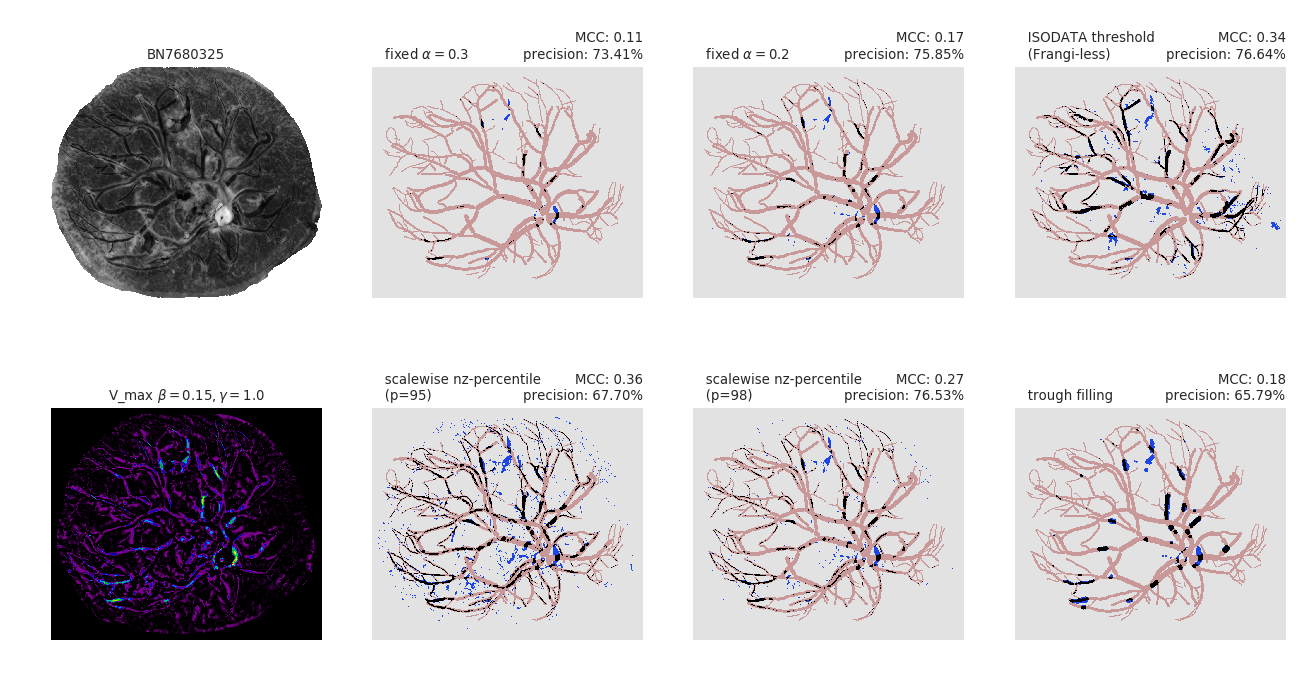 BN7680325
fixed α = 0.3
MCC: 0.11
precision: 73.41%
fixed α = 0.2
MCC: 0.17
precision: 75.85%
ISODATA threshold
(Frangi-less)
MCC: 0.34
precision: 76.64%
V_max β = 0.15, γ = 1.0
scalewise nz-percentile
(p=95)
MCC: 0.36
precision: 67.70%
scalewise nz-percentile
(p=98)
MCC: 0.27
precision: 76.53%
trough filling
MCC: 0.18
precision: 65.79%